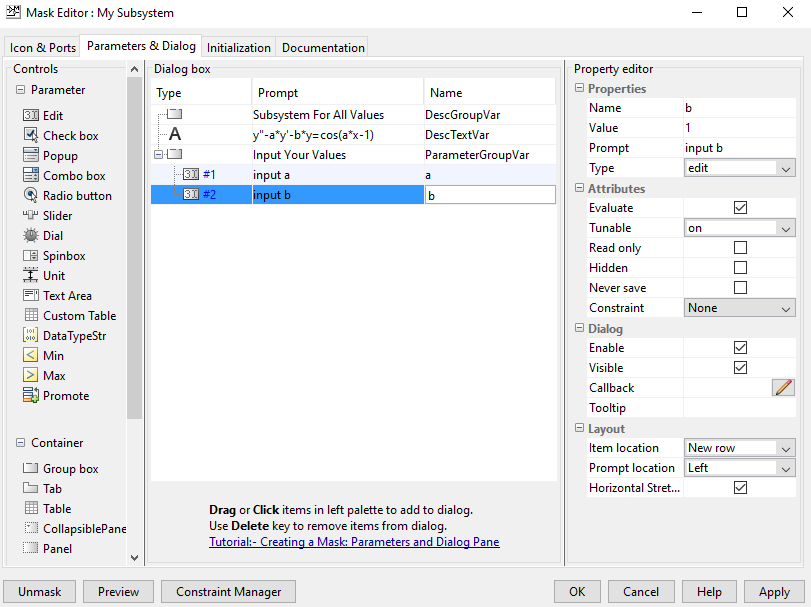 Mask Editor : My Subsystem
Icon & Ports
Parameters & Dialog
Initialization
Documentation
Controls
Parameter
Edit
Check box
Popup
Combo box
Radio button
Slider
Dial
Spinbox
Unit
Text Area
Custom Table
DataTypeStr
Min
Max
Promote
Container
Group box
Tab
Table
CollapsiblePane
Panel
Dialog box
Type Prompt Name
Subsystem For All Values DescGroupVar
A y''-a*y'-b*y=cos(a*x-1) DescTextVar
Input Your Values ParameterGroupVar
#1 input a a
#2 input b b
Drag or Click items in left palette to add to dialog.
Use Delete key to remove items from dialog.
Tutorial:- Creating a Mask: Parameters and Dialog Pane
Property editor
Properties
Name b
Value 1
Prompt input b
Type edit
Attributes
Evaluate
Tunable on
Read only
Hidden
Never save
Constraint None
Dialog
Enable
Visible
Callback
Tooltip
Layout
Item location New row
Prompt location Left
Horizontal Stret...
Unmask
Preview
Constraint Manager
OK
Cancel
Help
Apply